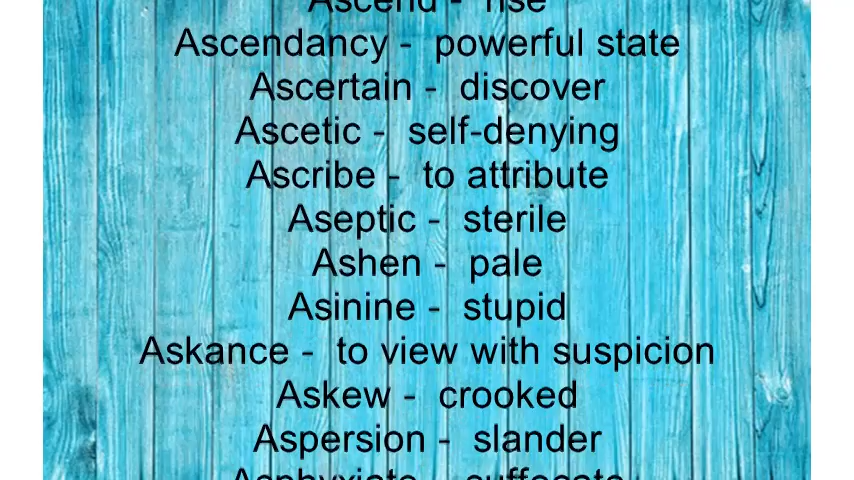 Ascend - rise
Ascendancy - powerful state
Ascertain - discover
Ascetic - self-denying
Ascribe - to attribute
Aseptic - sterile
Ashen - pale
Asinine - stupid
Askance - to view with suspicion
Askew - crooked
Aspersion - slander
Asphyxiate - suffocate